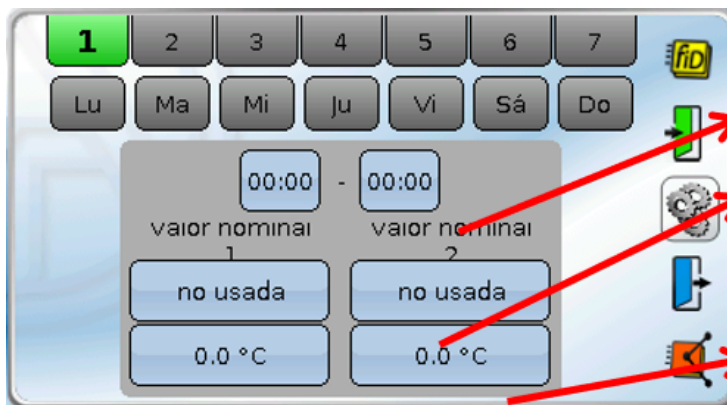 1 2 3 4 5 6 7
Lu Ma Mi Ju Vi Sá Do
fiD
00:00 - 00:00
valor nominal valor nominal
1 2
no usada no usada
0.0 °C 0.0 °C